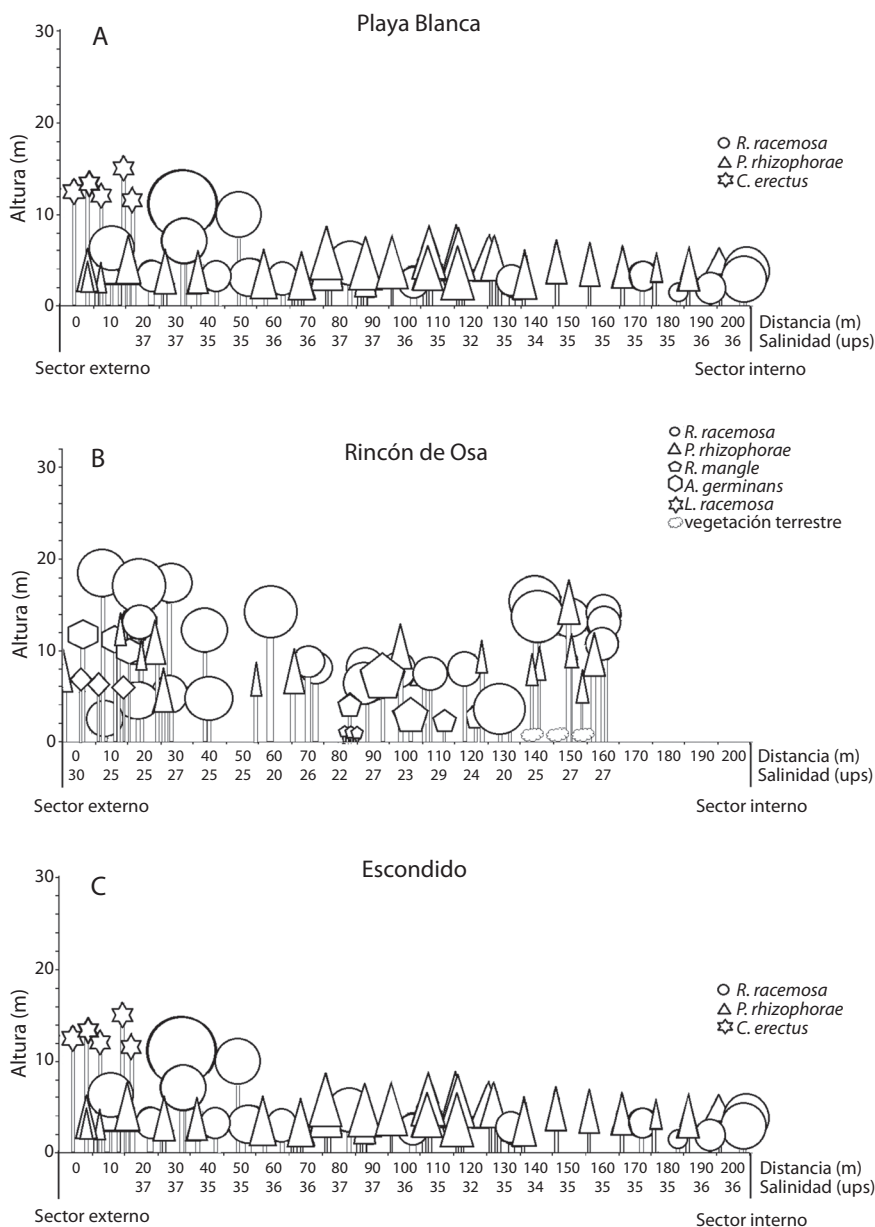 A
Playa Blanca
30
20
10
0
Altura (m)
R. racemosa
P. rhizophorae
C. erectus
0 10 20 30 40 50 60 70 80 90 100 110 120 130 140 150 160 170 180 190 200 Distancia (m)
37 37 35 35 36 36 37 37 36 35 32 35 34 35 35 35 35 36 36 Salinidad (ups)
Sector externo
Sector interno
B
Rincón de Osa
30
20
10
0
Altura (m)
R. racemosa
P. rhizophorae
R. mangle
A. germinans
L. racemosa
vegetación terrestre
0 10 20 30 40 50 60 70 80 90 100 110 120 130 140 150 160 170 180 190 200 Distancia (m)
30 25 25 27 25 25 20 26 22 27 23 29 24 20 25 27 27 Salinidad (ups)
Sector externo
Sector interno
C
Escondido
30
20
10
0
Altura (m)
R. racemosa
P. rhizophorae
C. erectus
0 10 20 30 40 50 60 70 80 90 100 110 120 130 140 150 160 170 180 190 200 Distancia (m)
37 37 35 35 36 36 37 37 36 35 32 35 34 35 35 35 35 36 36 Salinidad (ups)
Sector externo
Sector interno